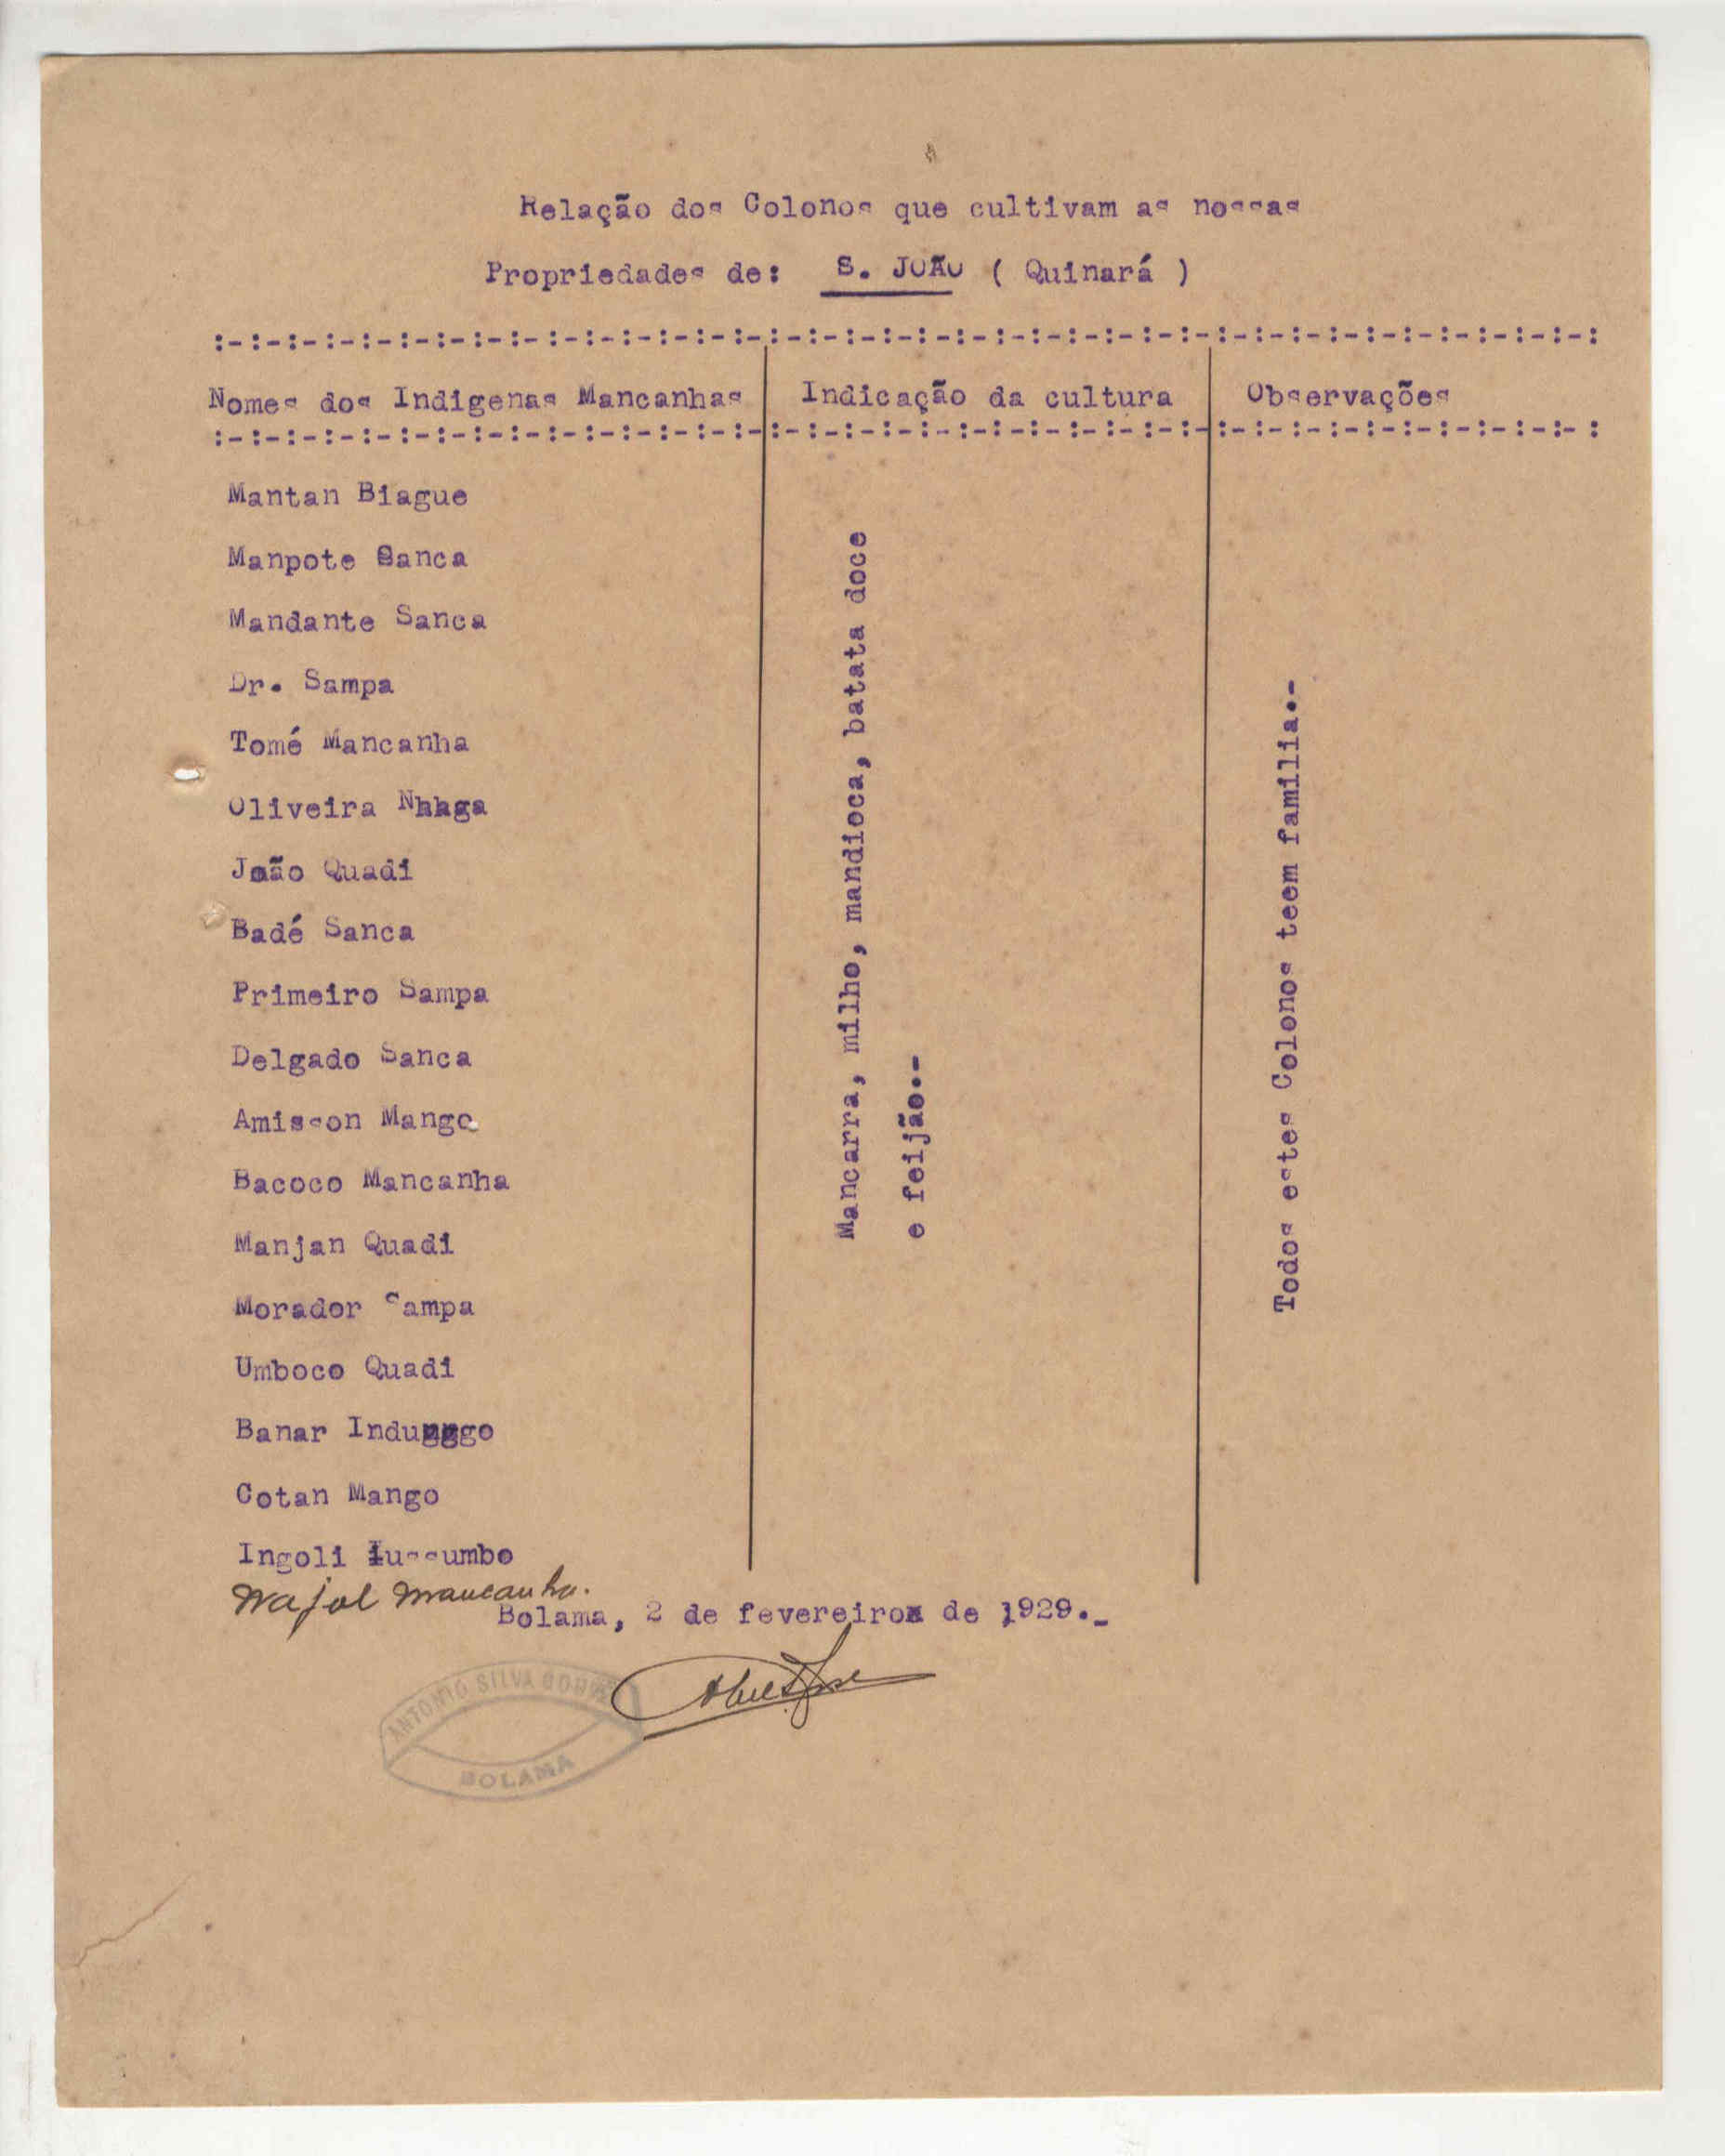 Relação dos Colonos que cultivam as nossas
Propriedades de: S. JOÃO ( Quinará )
:-:-:-:-:-:-:-:-:-:-:-:-:-:-:-:-:-:-:-:-:-:-:-:-:-:-:-:-:-:-:-:-:-:-:-:-:-:
Nomes dos Indigenas Mancanhas Indicação da cultura Observações
:-:-:-:-:-:-:-:-:-:-:-:-:-:-:-:-:-:-:-:-:-:-:-:-:-:-:-:-:-:-:-:-:-:-:-:-:- :
Mantan Biague
Manpote Sanca
Mandante Sanca
Dr. Sampa
Tomé Mancanha
Oliveira
João Quadi
Badé Sanca
Primeiro Sampa
Delgado Sanca
Amisson Mango
Bacoco Mancanha
Manjan Quadi
Morador Sampa
Umboco Quadi
Banar
Cotan Mango
Ingoli
Najol Mancanha.
Mancarra, milho, mandioca, batata doce
e feijão.-
Todos estes Colonos teem familia.-
Bolama, 2 de fevereiro de 1929.-
ANTONIO SILVA
BOLAMA